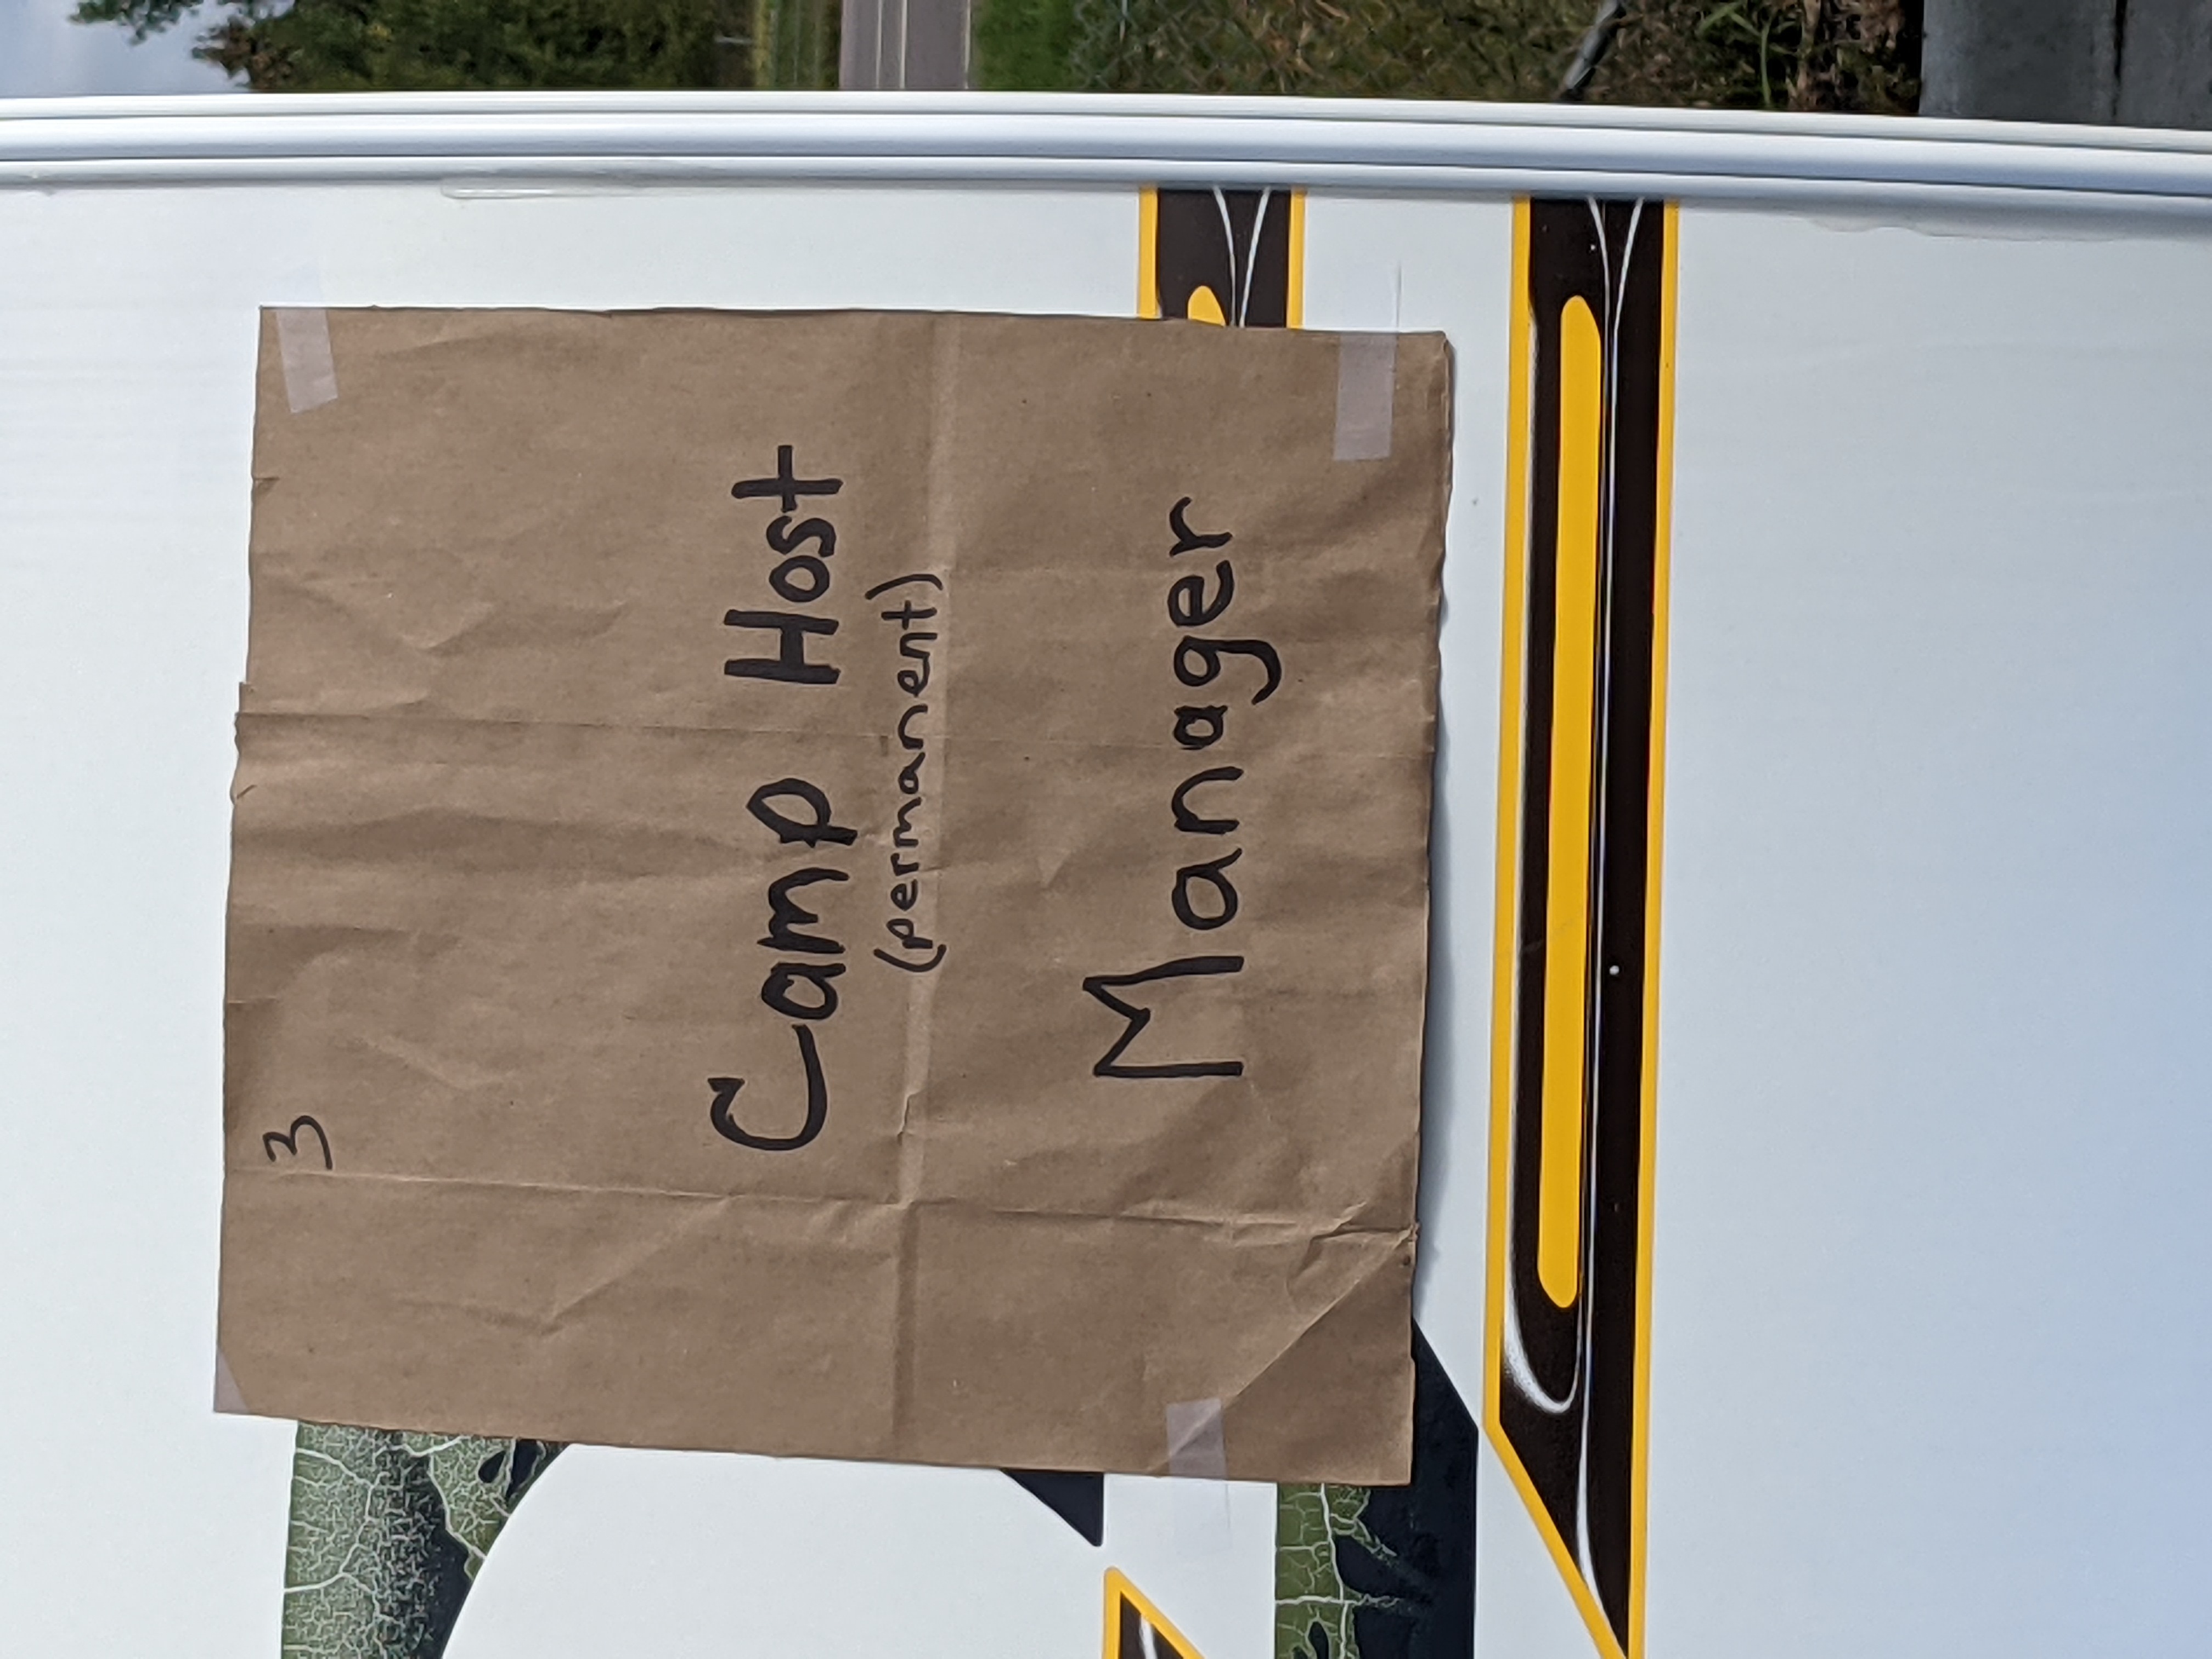 3
Camp Host
(permanent)
Manager